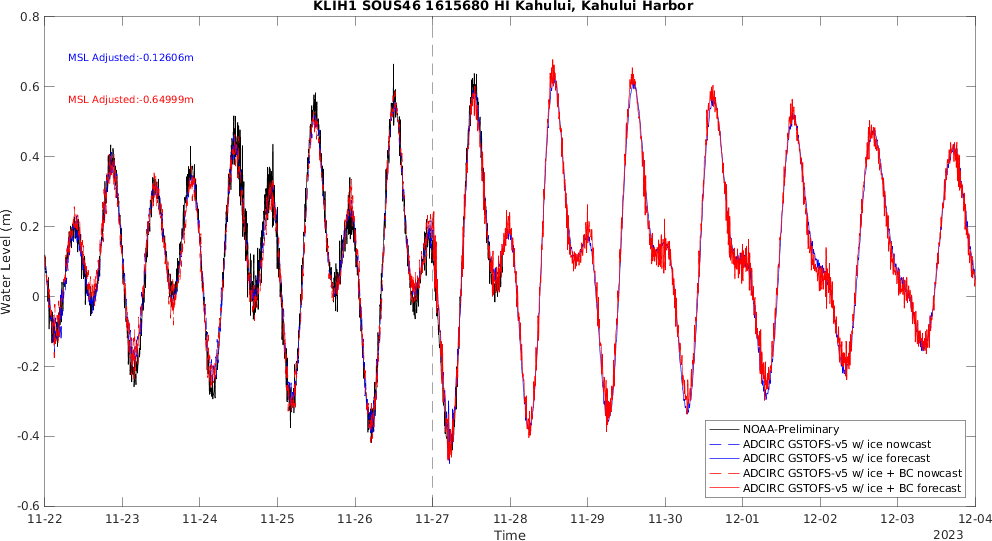 KLIH1 SOUS46 1615680 HI Kahului, Kahului Harbor
0.8
MSL Adjusted:-0.12606m
0.6
MSL Adjusted:-0.64999m
0.4
0.2
Water Level (m)
0
-0.2
-0.4
NOAA-Preliminary
ADCIRC GSTOFS-v5 w/ ice nowcast
ADCIRC GSTOFS-v5 w/ ice forecast
ADCIRC GSTOFS-v5 w/ ice + BC nowcast
ADCIRC GSTOFS-v5 w/ ice + BC forecast
-0.6
11-22 11-23 11-24 11-25 11-26 11-27 11-28 11-29 11-30 12-01 12-02 12-03 12-04
Time
2023